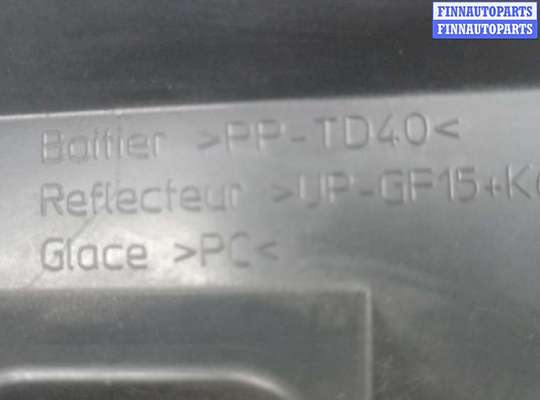 FINNAUTOPARTS
FINNAUTOPARTS
Boitier >PP-TD40<
Reflecteur >UP-GF15+K
Glace >PC<